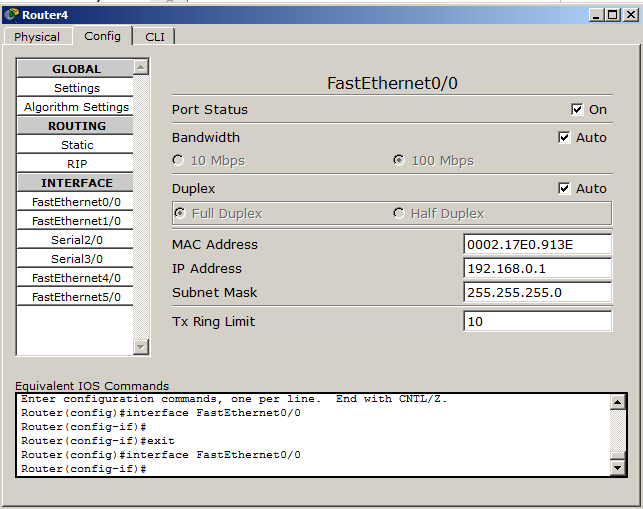 Router4
Physical Config CLI
GLOBAL
Settings
Algorithm Settings
ROUTING
Static
RIP
INTERFACE
FastEthernet0/0
FastEthernet1/0
Serial2/0
Serial3/0
FastEthernet4/0
FastEthernet5/0
FastEthernet0/0
Port Status On
Bandwidth Auto
10 Mbps 100 Mbps
Duplex Auto
Full Duplex Half Duplex
MAC Address 0002.17E0.913E
IP Address 192.168.0.1
Subnet Mask 255.255.255.0
Tx Ring Limit 10
Equivalent IOS Commands
Enter configuration commands, one per line. End with CNTL/Z.
Router(config)#interface FastEthernet0/0
Router(config-if)#
Router(config-if)#exit
Router(config)#interface FastEthernet0/0
Router(config-if)#